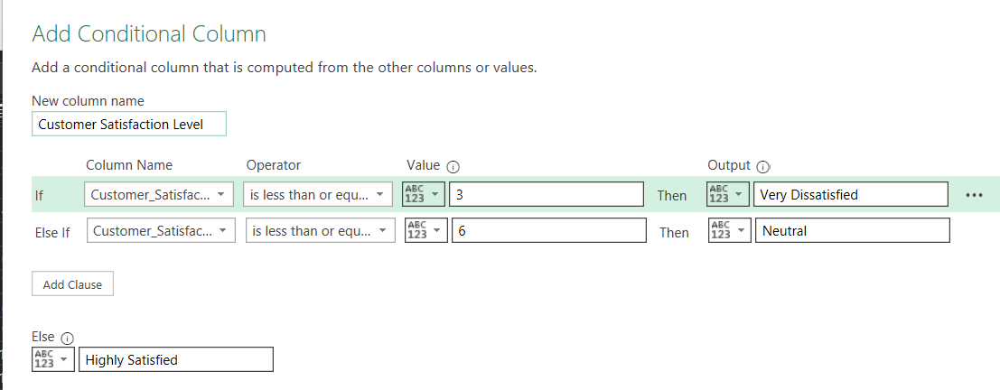 Add Conditional Column
Add a conditional column that is computed from the other columns or values.
New column name
Customer Satisfaction Level
Column Name Operator Value Output
If Customer_Satisfac... is less than or equ... ABC 123 3 Then ABC 123 Very Dissatisfied ...
Else If Customer_Satisfac... is less than or equ... ABC 123 6 Then ABC 123 Neutral
Add Clause
Else
ABC 123 Highly Satisfied